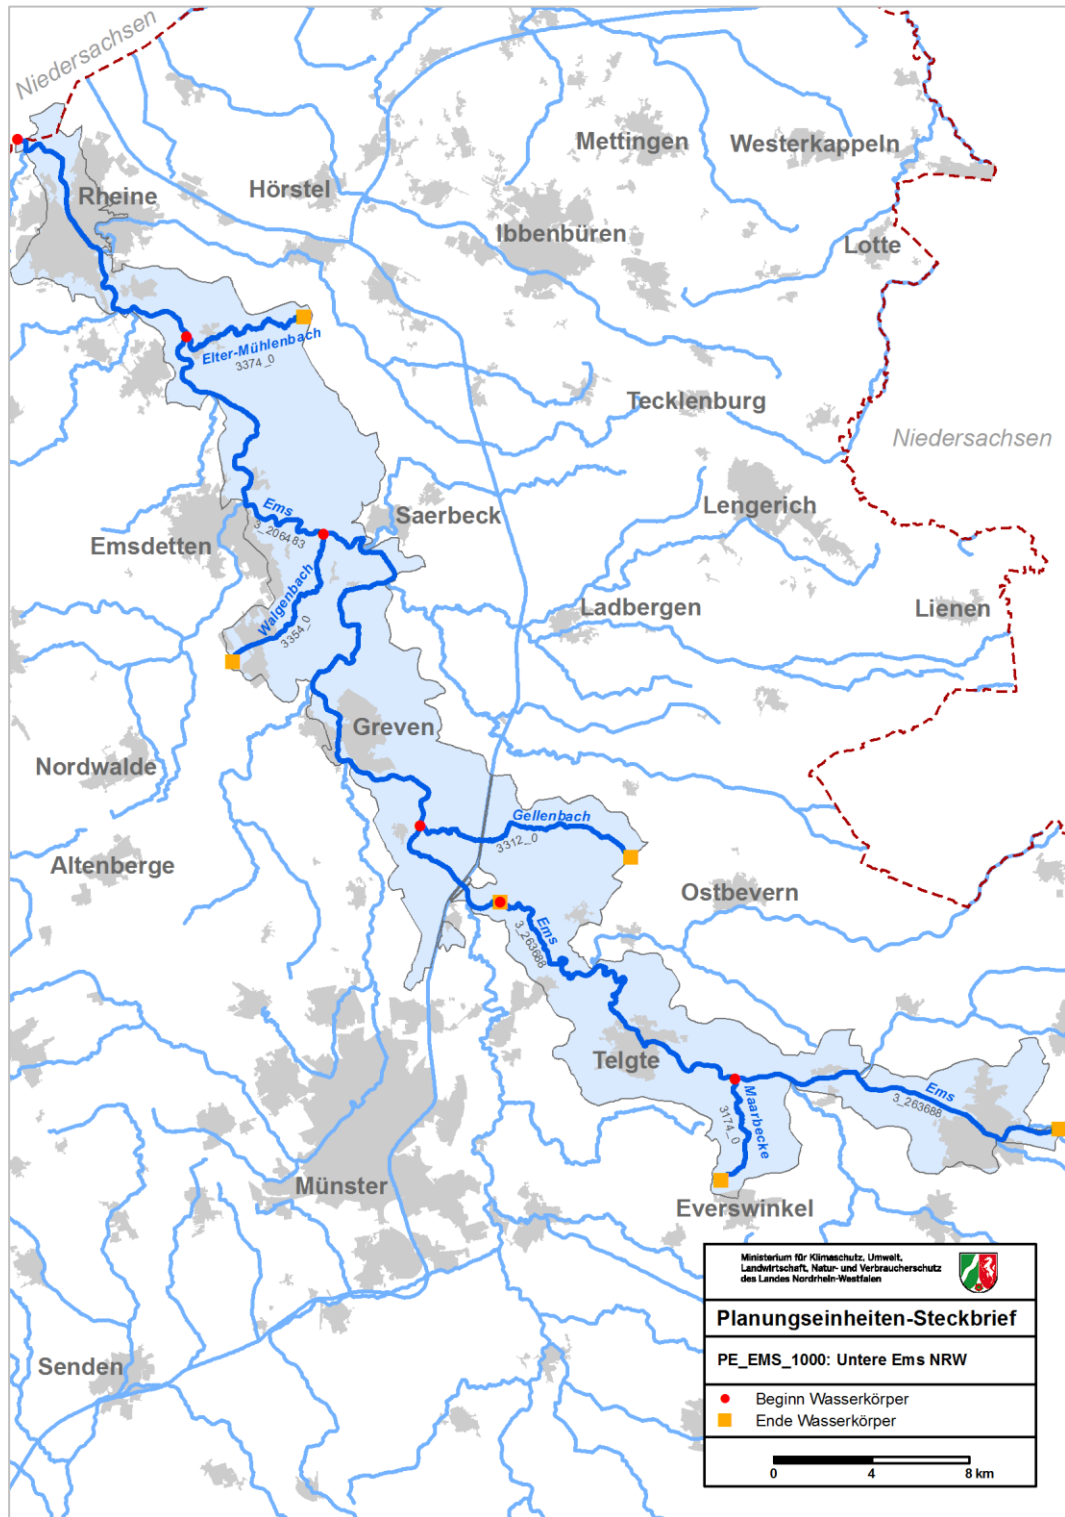 Niedersachsen
Mettingen
Westerkappeln
Rheine
Hörstel
Ibbenbüren
Lotte
Elter-Mühlenbach
3374_0
Tecklenburg
Niedersachsen
Ems
3_206483
Saerbeck
Lengerich
Emsdetten
Walgenbach
3354_0
Ladbergen
Lienen
Greven
Nordwalde
Gellenbach
3312_0
Altenberge
Ostbevern
Ems
3_263688
Telgte
Maarbecke
3174_0
Ems
3_263688
Münster
Everswinkel
Senden
Ministerium für Klimaschutz, Umwelt,
Landwirtschaft, Natur- und Verbraucherschutz
des Landes Nordrhein-Westfalen
Planungseinheiten-Steckbrief
PE_EMS_1000: Untere Ems NRW
Beginn Wasserkörper
Ende Wasserkörper
0 4 8 km